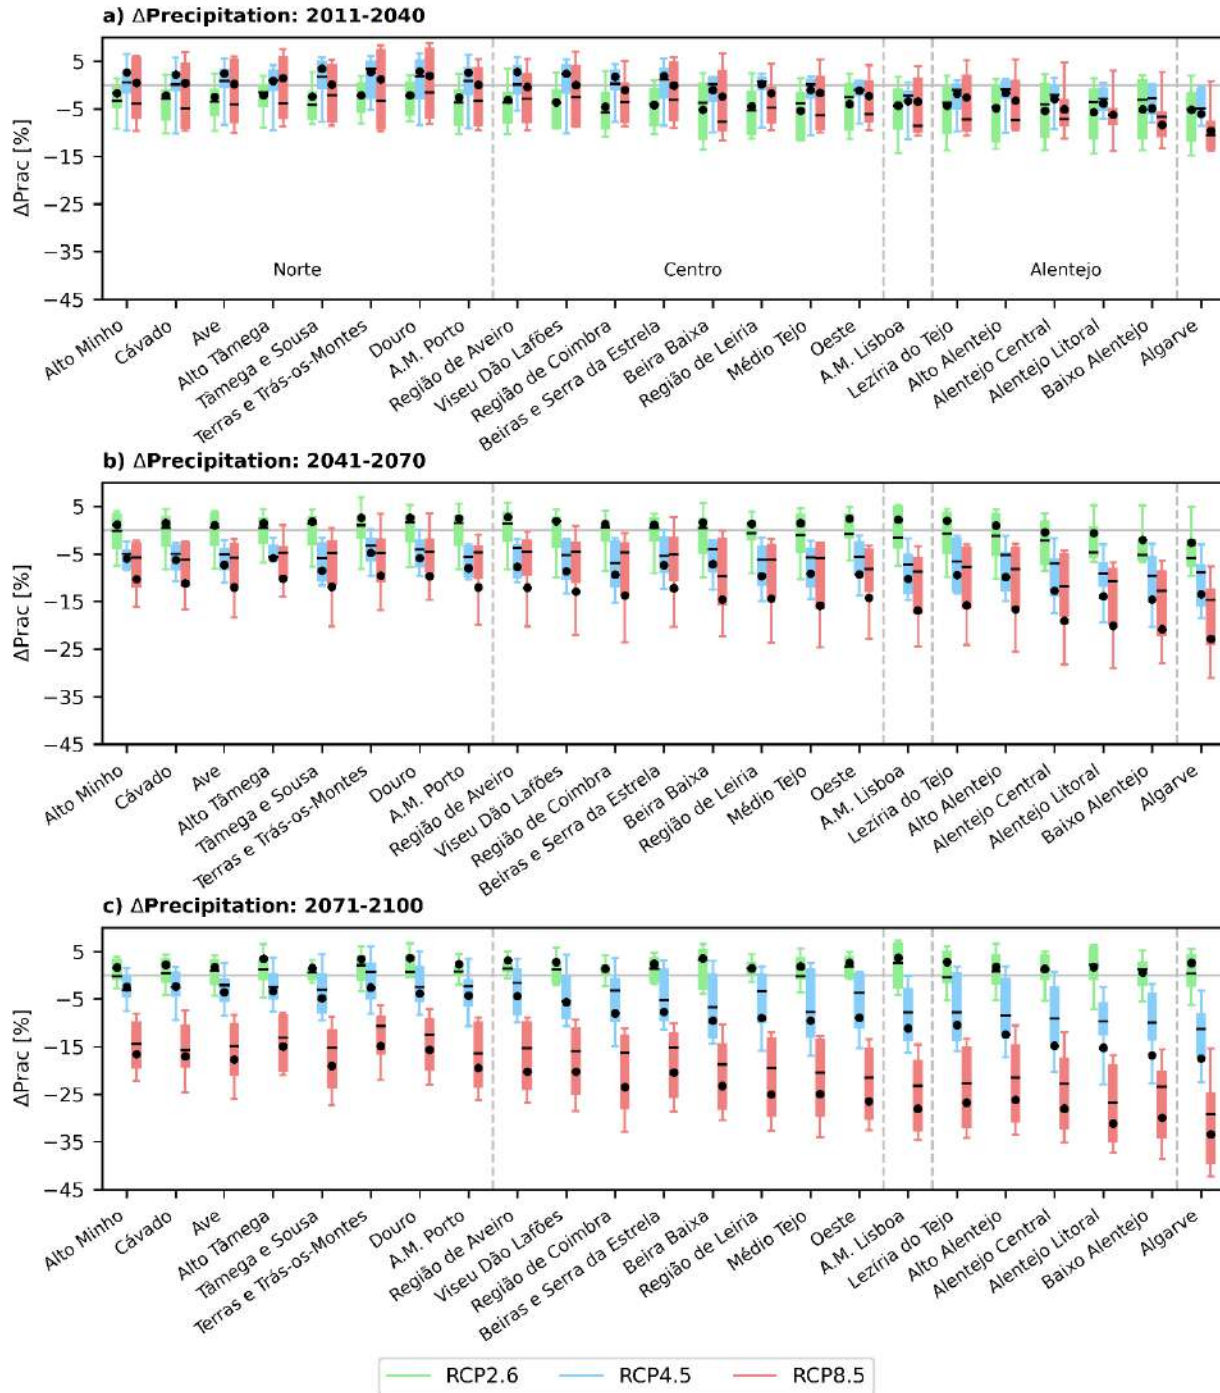 a) ΔPrecipitation: 2011-2040
ΔPrac [%]
5
−5
−15
−25
−35
−45
Norte
Centro
Alentejo
Alto Minho
Cávado
Ave
Alto Tâmega
Tâmega e Sousa
Terras e Trás-os-Montes
Douro
A.M. Porto
Região de Aveiro
Viseu Dão Lafões
Região de Coimbra
Beiras e Serra da Estrela
Beira Baixa
Região de Leiria
Médio Tejo
Oeste
A.M. Lisboa
Lezíria do Tejo
Alto Alentejo
Alentejo Central
Alentejo Litoral
Baixo Alentejo
Algarve
b) ΔPrecipitation: 2041-2070
ΔPrac [%]
5
−5
−15
−25
−35
−45
Alto Minho
Cávado
Ave
Alto Tâmega
Tâmega e Sousa
Terras e Trás-os-Montes
Douro
A.M. Porto
Região de Aveiro
Viseu Dão Lafões
Região de Coimbra
Beiras e Serra da Estrela
Beira Baixa
Região de Leiria
Médio Tejo
Oeste
A.M. Lisboa
Lezíria do Tejo
Alto Alentejo
Alentejo Central
Alentejo Litoral
Baixo Alentejo
Algarve
c) ΔPrecipitation: 2071-2100
ΔPrac [%]
5
−5
−15
−25
−35
−45
Alto Minho
Cávado
Ave
Alto Tâmega
Tâmega e Sousa
Terras e Trás-os-Montes
Douro
A.M. Porto
Região de Aveiro
Viseu Dão Lafões
Região de Coimbra
Beiras e Serra da Estrela
Beira Baixa
Região de Leiria
Médio Tejo
Oeste
A.M. Lisboa
Lezíria do Tejo
Alto Alentejo
Alentejo Central
Alentejo Litoral
Baixo Alentejo
Algarve
RCP2.6
RCP4.5
RCP8.5